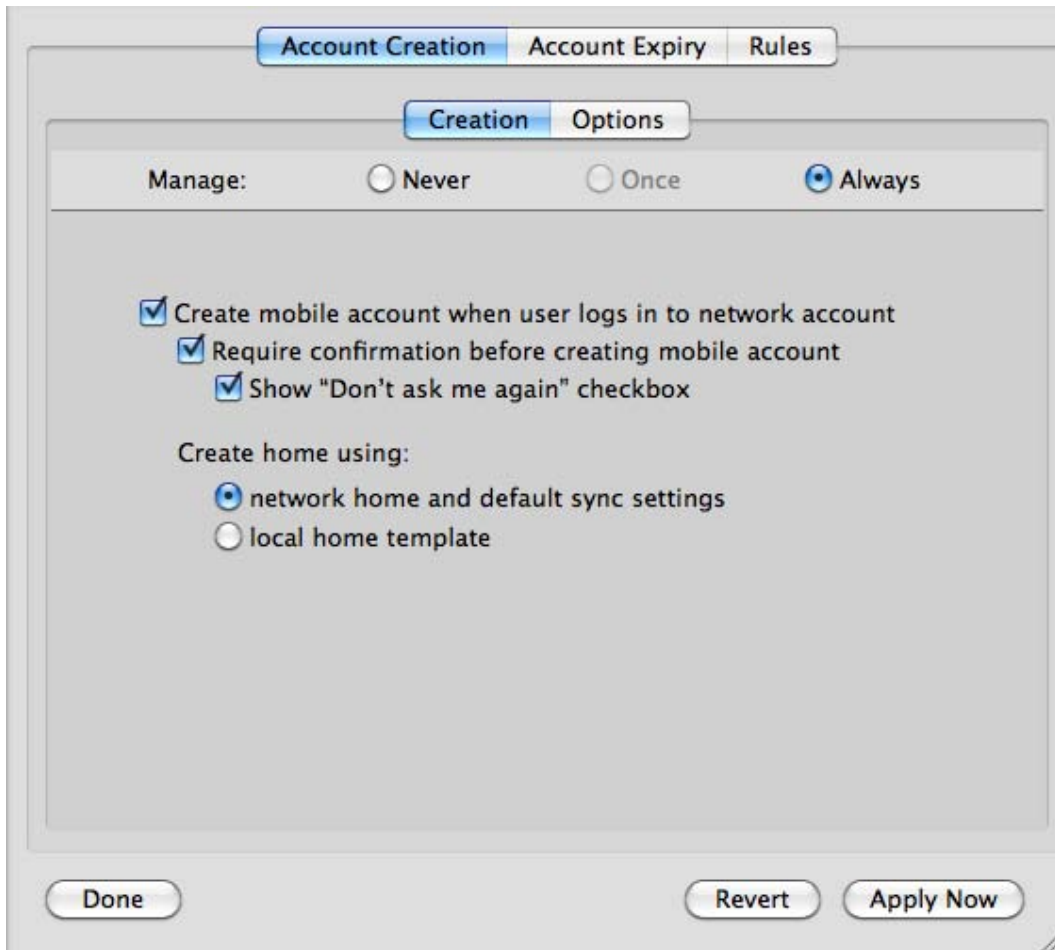 Account Creation Account Expiry Rules
Creation Options
Manage: Never Once Always
Create mobile account when user logs in to network account
Require confirmation before creating mobile account
Show “Don’t ask me again” checkbox
Create home using:
network home and default sync settings
local home template
Done Revert Apply Now